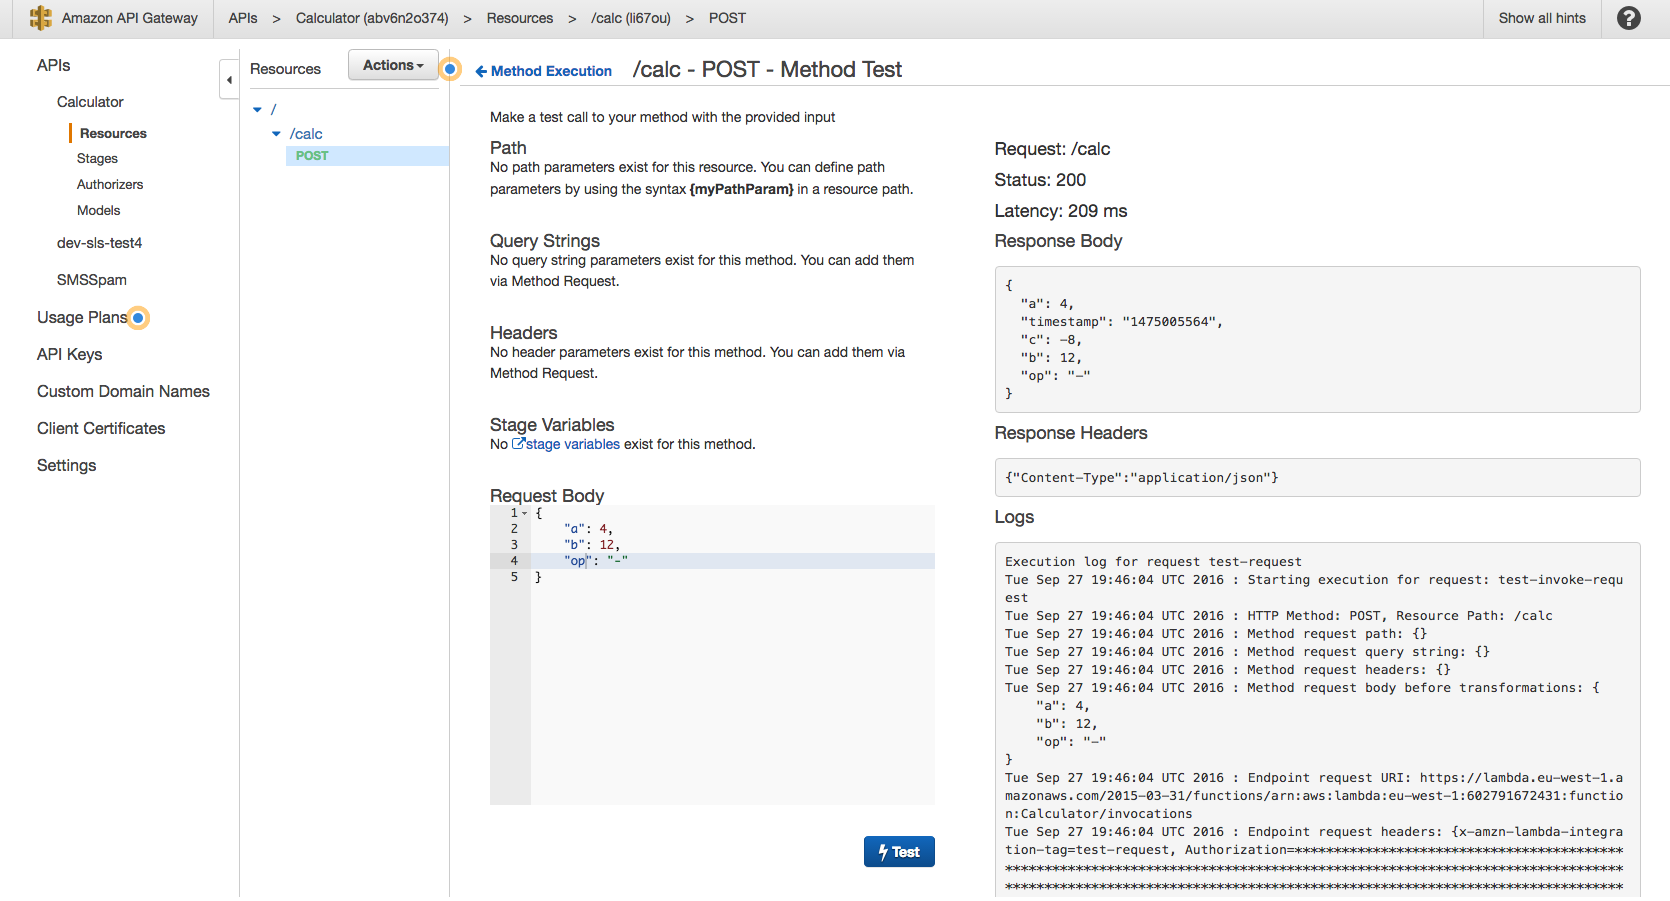 Amazon API Gateway
APIs > Calculator (abv6n2o374) > Resources > /calc (li67ou) > POST
Show all hints
?
APIs
Calculator
Resources
Stages
Authorizers
Models
dev-sls-test4
SMSSpam
Usage Plans
API Keys
Custom Domain Names
Client Certificates
Settings
Resources
Actions
/
/calc
POST
Method Execution
/calc - POST - Method Test
Make a test call to your method with the provided input
Path
No path parameters exist for this resource. You can define path
parameters by using the syntax {myPathParam} in a resource path.
Query Strings
No query string parameters exist for this method. You can add them
via Method Request.
Headers
No header parameters exist for this method. You can add them via
Method Request.
Stage Variables
No stage variables exist for this method.
Request Body
1 {
2 "a": 4,
3 "b": 12,
4 "op": "-"
5 }
Test
Request: /calc
Status: 200
Latency: 209 ms
Response Body
{
"a": 4,
"timestamp": "1475005564",
"c": -8,
"b": 12,
"op": "-"
}
Response Headers
{"Content-Type":"application/json"}
Logs
Execution log for request test-request
Tue Sep 27 19:46:04 UTC 2016 : Starting execution for request: test-invoke-requ
est
Tue Sep 27 19:46:04 UTC 2016 : HTTP Method: POST, Resource Path: /calc
Tue Sep 27 19:46:04 UTC 2016 : Method request path: {}
Tue Sep 27 19:46:04 UTC 2016 : Method request query string: {}
Tue Sep 27 19:46:04 UTC 2016 : Method request headers: {}
Tue Sep 27 19:46:04 UTC 2016 : Method request body before transformations: {
"a": 4,
"b": 12,
"op": "-"
}
Tue Sep 27 19:46:04 UTC 2016 : Endpoint request URI: https://lambda.eu-west-1.a
mazonaws.com/2015-03-31/functions/arn:aws:lambda:eu-west-1:602791672431:functio
n:Calculator/invocations
Tue Sep 27 19:46:04 UTC 2016 : Endpoint request headers: {x-amzn-lambda-integra
tion-tag=test-request, Authorization=******************************************
*******************************************************************************
*******************************************************************************